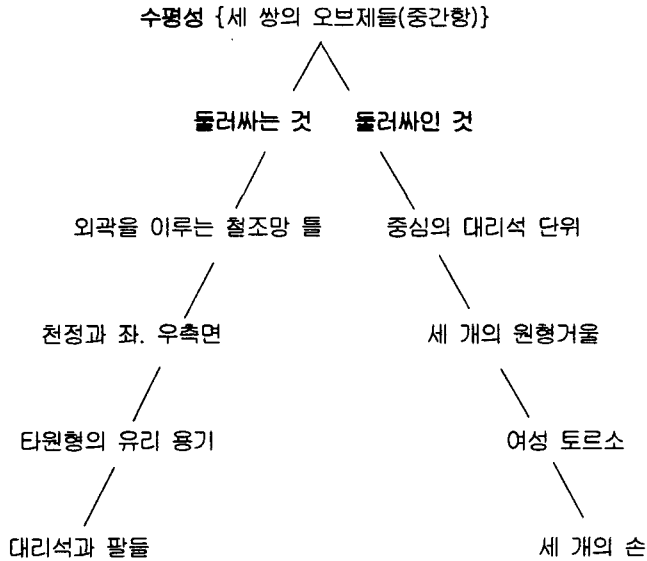 수평성 {세 쌍의 오브제들(중간항)}
둘러싸는 것 둘러싸인 것
외곽을 이루는 철조망 틀 중심의 대리석 단위
천정과 좌. 우측면 세 개의 원형거울
타원형의 유리 용기 여성 토르소
대리석과 팔들 세 개의 손